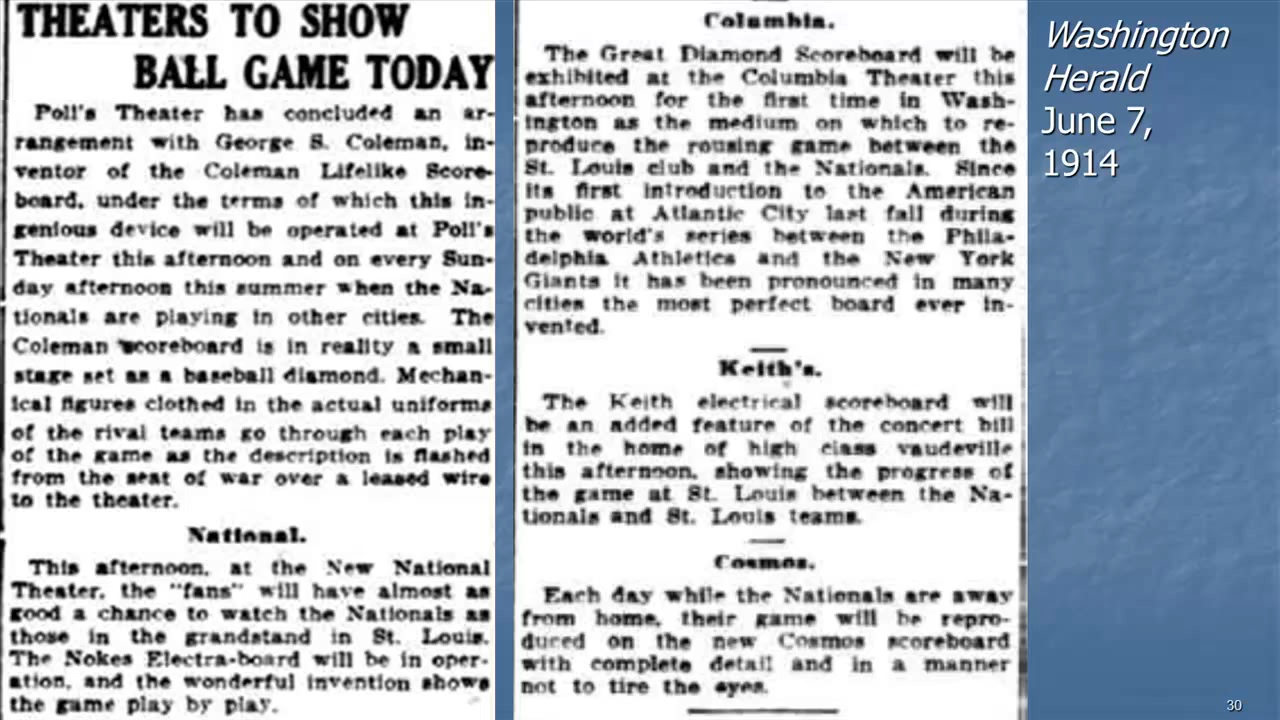 THEATERS TO SHOW
BALL GAME TODAY
Poli's Theater has concluded an ar-
rangement with George S. Coleman, in-
ventor of the Coleman Lifelike Score-
board, under the terms of which this in-
genious device will be operated at Poli's
Theater this afternoon and on every Sun-
day afternoon this summer when the Na-
tionals are playing in other cities. The
Coleman scoreboard is in reality a small
stage set as a baseball diamond. Mechan-
ical figures clothed in the actual uniforms
of the rival teams go through each play
of the game as the description is flashed
from the seat of war over a leased wire
to the theater.
National.
This afternoon, at the New National
Theater, the "fans" will have almost as
good a chance to watch the Nationals as
those in the grandstand in St. Louis.
The Nokes Electra-board will be in oper-
ation, and the wonderful invention shows
the game play by play.
Columbia.
The Great Diamond Scoreboard will be
exhibited at the Columbia Theater this
afternoon for the first time in Wash-
ington as the medium on which to re-
produce the rousing game between the
St. Louis club and the Nationals. Since
its first introduction to the American
public at Atlantic City last fall during
the world's series between the Phila-
delphia Athletics and the New York
Giants it has been pronounced in many
cities the most perfect board ever in-
vented.
Keith's.
The Keith electrical scoreboard will
be an added feature of the concert bill
in the home of high class vaudeville
this afternoon, showing the progress of
the game at St. Louis between the Na-
tionals and St. Louis teams.
Cosmos.
Each day while the Nationals are away
from home, their game will be repro-
duced on the new Cosmos scoreboard
with complete detail and in a manner
not to tire the eyes.
Washington
Herald
June 7,
1914
30